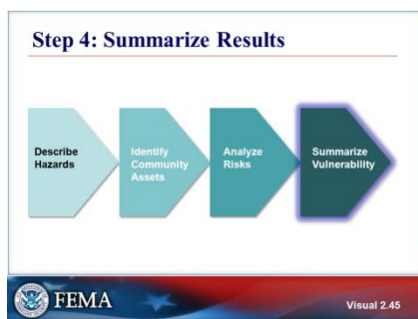 Step 4: Summarize Results
Describe
Hazards
Identify
Community
Assets
Analyze
Risks
Summarize
Vulnerability
FEMA
Visual 2.45